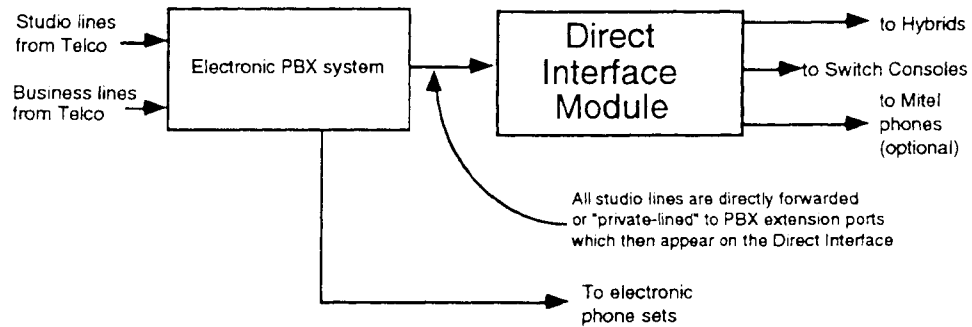 Studio lines
from Telco
Business lines
from Telco
Electronic PBX system
Direct
Interface
Module
to Hybrids
to Switch Consoles
to Mitel
phones
(optional)
All studio lines are directly forwarded
or "private-lined" to PBX extension ports
which then appear on the Direct Interface
To electronic
phone sets